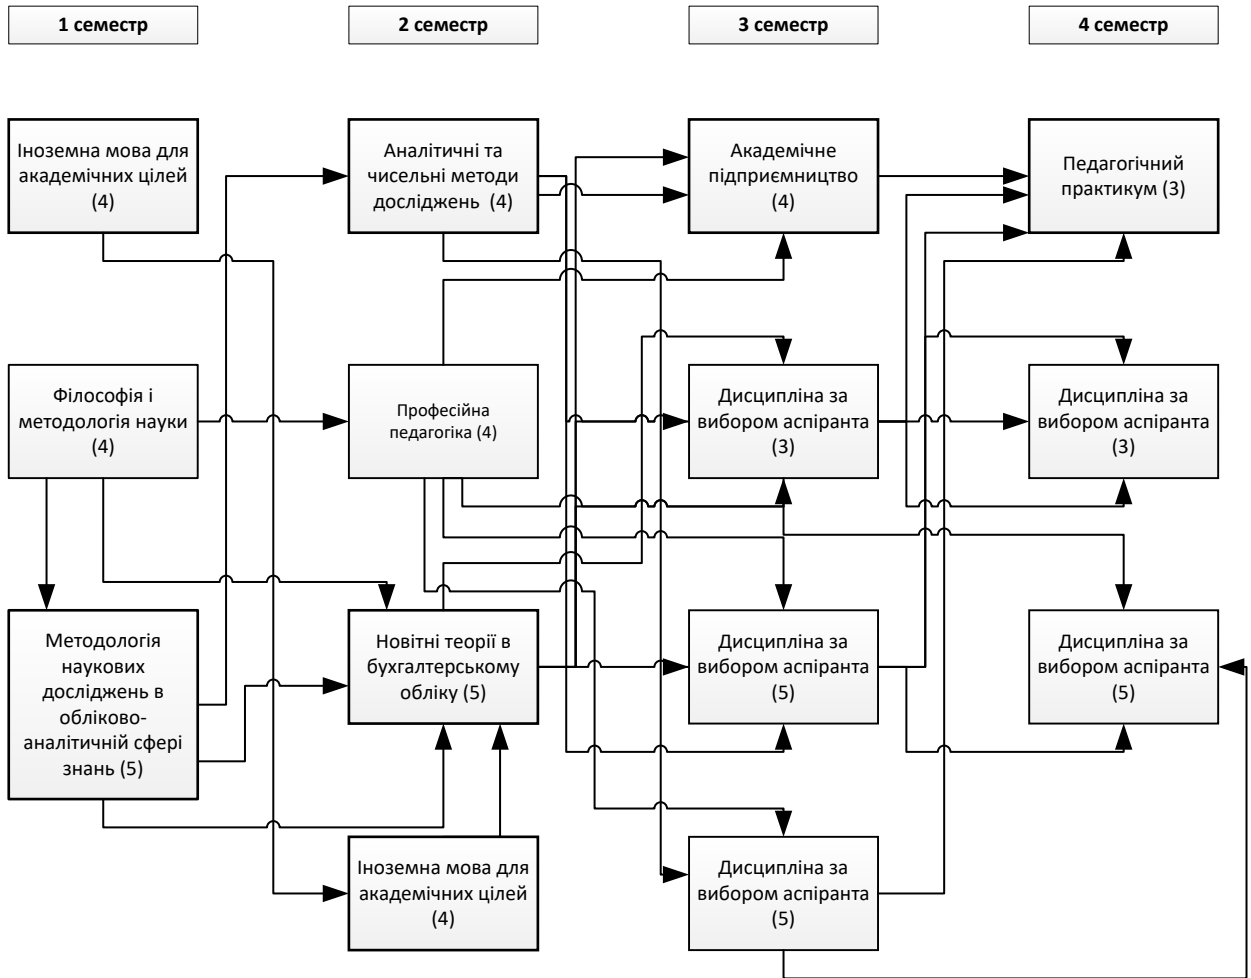 1 семестр
2 семестр
3 семестр
4 семестр
Іноземна мова для
академічних цілей
(4)
Аналітичні та
чисельні методи
досліджень (4)
Академічне
підприємництво
(4)
Педагогічний
практикум (3)
Філософія і
методологія науки
(4)
Професійна
педагогіка (4)
Дисципліна за
вибором аспіранта
(3)
Дисципліна за
вибором аспіранта
(3)
Методологія
наукових
досліджень в
обліково-
аналітичній сфері
знань (5)
Новітні теорії в
бухгалтерському
обліку (5)
Дисципліна за
вибором аспіранта
(5)
Дисципліна за
вибором аспіранта
(5)
Іноземна мова для
академічних цілей
(4)
Дисципліна за
вибором аспіранта
(5)